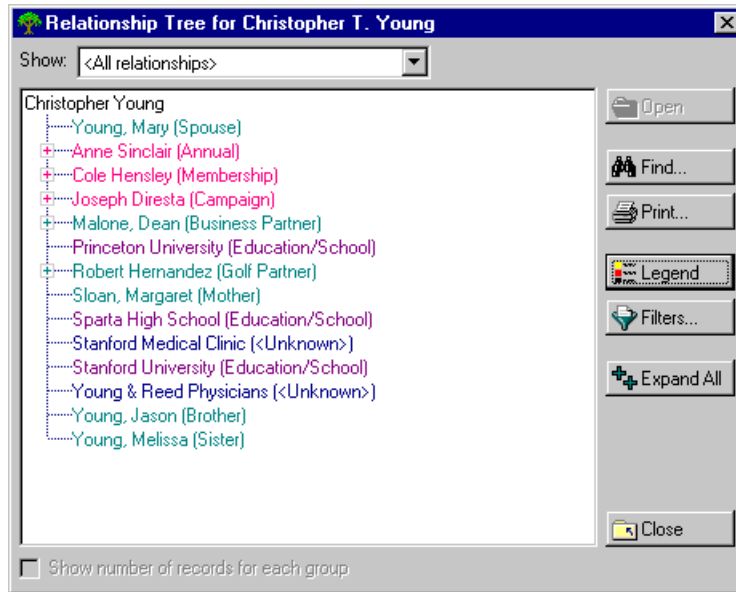 Relationship Tree for Christopher T. Young
Show: <All relationships>
Christopher Young
Young, Mary (Spouse)
Anne Sinclair (Annual)
Cole Hensley (Membership)
Joseph Diresta (Campaign)
Malone, Dean (Business Partner)
Princeton University (Education/School)
Robert Hernandez (Golf Partner)
Sloan, Margaret (Mother)
Sparta High School (Education/School)
Stanford Medical Clinic (<Unknown>)
Stanford University (Education/School)
Young & Reed Physicians (<Unknown>)
Young, Jason (Brother)
Young, Melissa (Sister)
Open
Find...
Print...
Legend
Filters...
Expand All
Close
Show number of records for each group